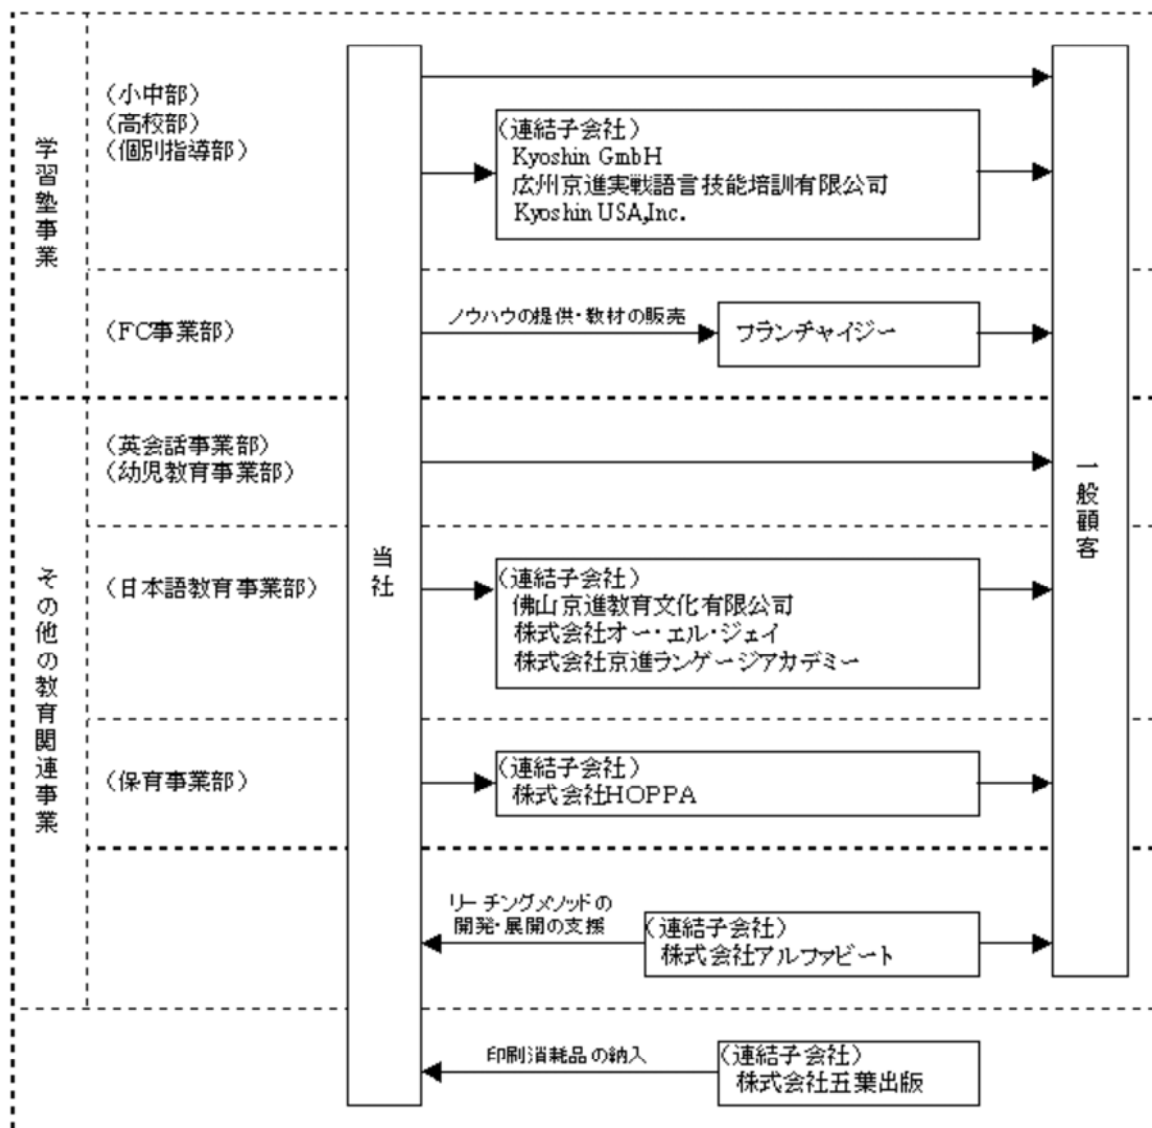 学習塾事業
（小中部）
（高校部）
（個別指導部）
（連結子会社）
Kyoshin GmbH
広州京進実戦語言技能培訓有限公司
Kyoshin USA,Inc.
（FC事業部）
ノウハウの提供・教材の販売
フランチャイジー
その他の教育関連事業
（英会話事業部）
（幼児教育事業部）
当社
一般顧客
（日本語教育事業部）
（連結子会社）
佛山京進教育文化有限公司
株式会社オー・エル・ジェイ
株式会社京進ランゲージアカデミー
（保育事業部）
（連結子会社）
株式会社HOPPA
リーチングメソッドの
開発・展開の支援
（連結子会社）
株式会社アルファビート
印刷消耗品の納入
（連結子会社）
株式会社五葉出版